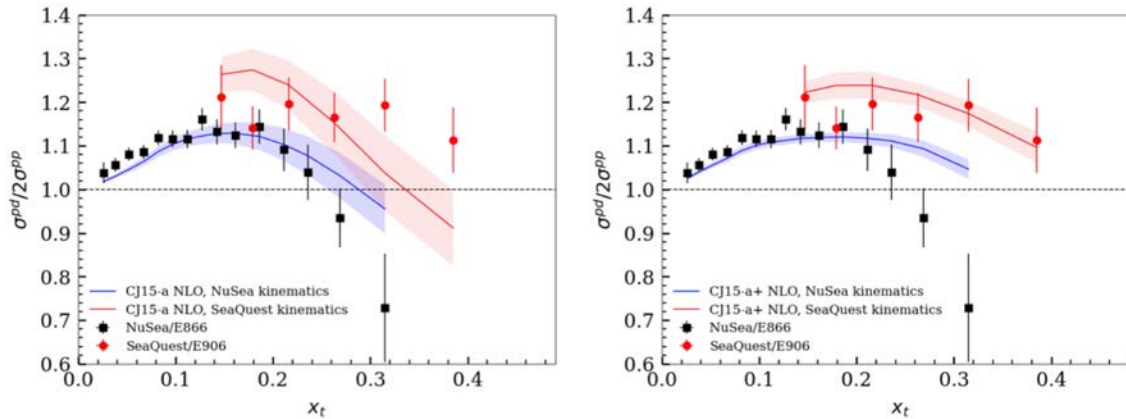 1.4
1.3
1.2
1.1
1.0
0.9
0.8
0.7
0.6
σ^pd/2σ^pp
CJ15-a NLO, NuSea kinematics
CJ15-a NLO, SeaQuest kinematics
NuSea/E866
SeaQuest/E906
0.0 0.1 0.2 0.3 0.4
x_t
1.4
1.3
1.2
1.1
1.0
0.9
0.8
0.7
0.6
σ^pd/2σ^pp
CJ15-a+ NLO, NuSea kinematics
CJ15-a+ NLO, SeaQuest kinematics
NuSea/E866
SeaQuest/E906
0.0 0.1 0.2 0.3 0.4
x_t